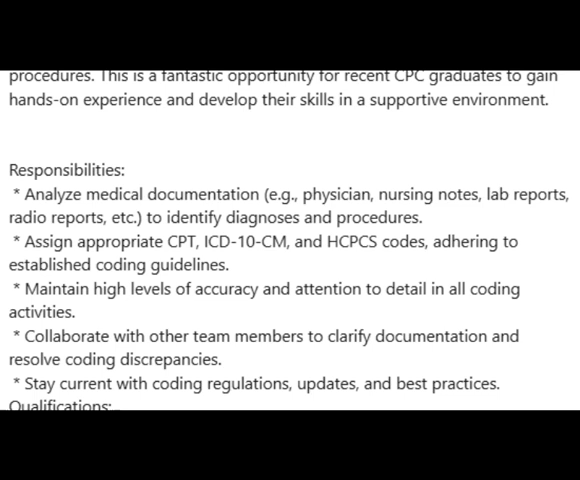 procedures. This is a fantastic opportunity for recent CPC graduates to gain
hands-on experience and develop their skills in a supportive environment.
Responsibilities:
* Analyze medical documentation (e.g., physician, nursing notes, lab reports,
radio reports, etc.) to identify diagnoses and procedures.
* Assign appropriate CPT, ICD-10-CM, and HCPCS codes, adhering to
established coding guidelines.
* Maintain high levels of accuracy and attention to detail in all coding
activities.
* Collaborate with other team members to clarify documentation and
resolve coding discrepancies.
* Stay current with coding regulations, updates, and best practices.
Qualifications: